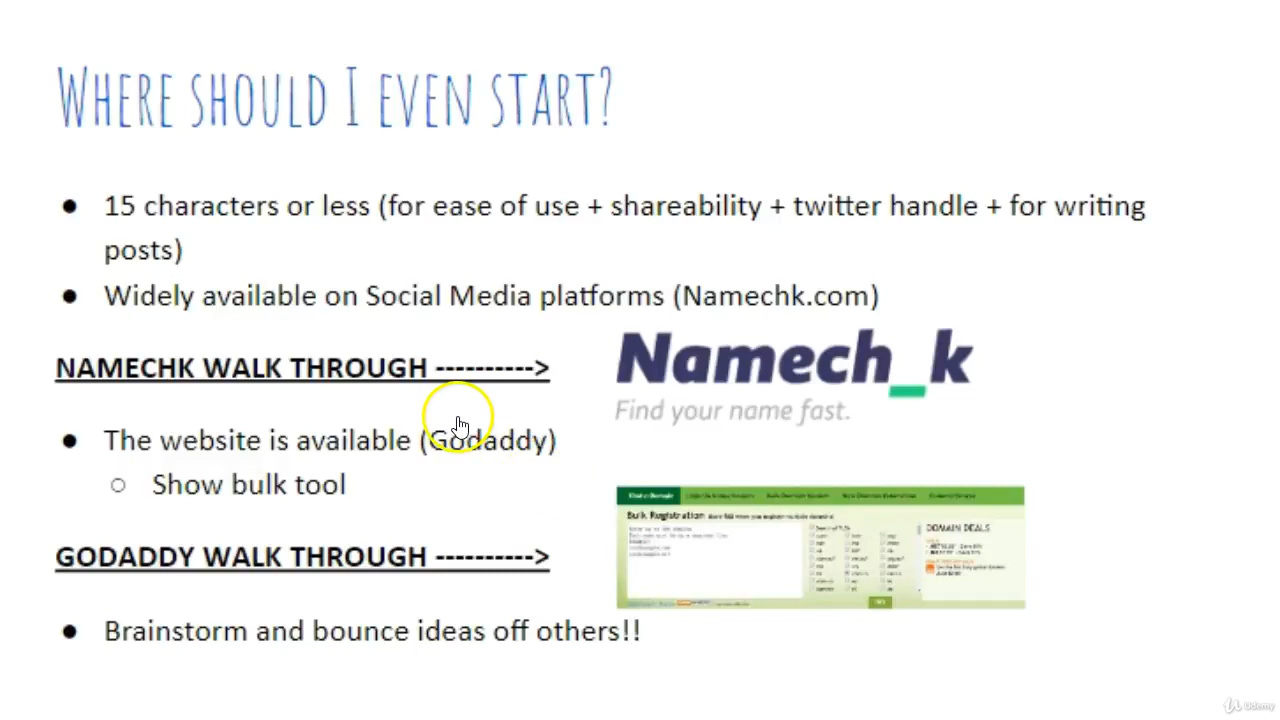 WHERE SHOULD I EVEN START?
● 15 characters or less (for ease of use + shareability + twitter handle + for writing
posts)
● Widely available on Social Media platforms (Namechk.com)
NAMECHK WALK THROUGH ---------->
Namech_k
Find your name fast.
● The website is available (Godaddy)
○ Show bulk tool
Bulk Registration
DOMAIN DEALS
GODADDY WALK THROUGH ---------->
● Brainstorm and bounce ideas off others!!
Udemy